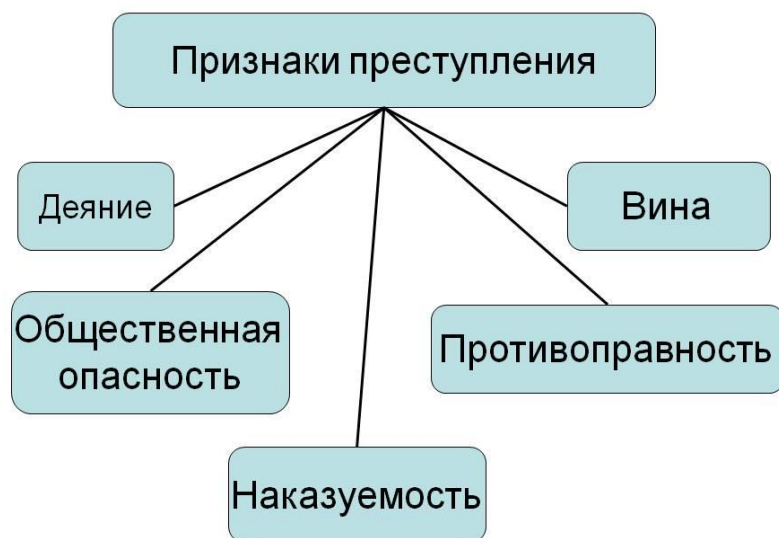 Признаки преступления
Деяние
Вина
Общественная
опасность
Противоправность
Наказуемость